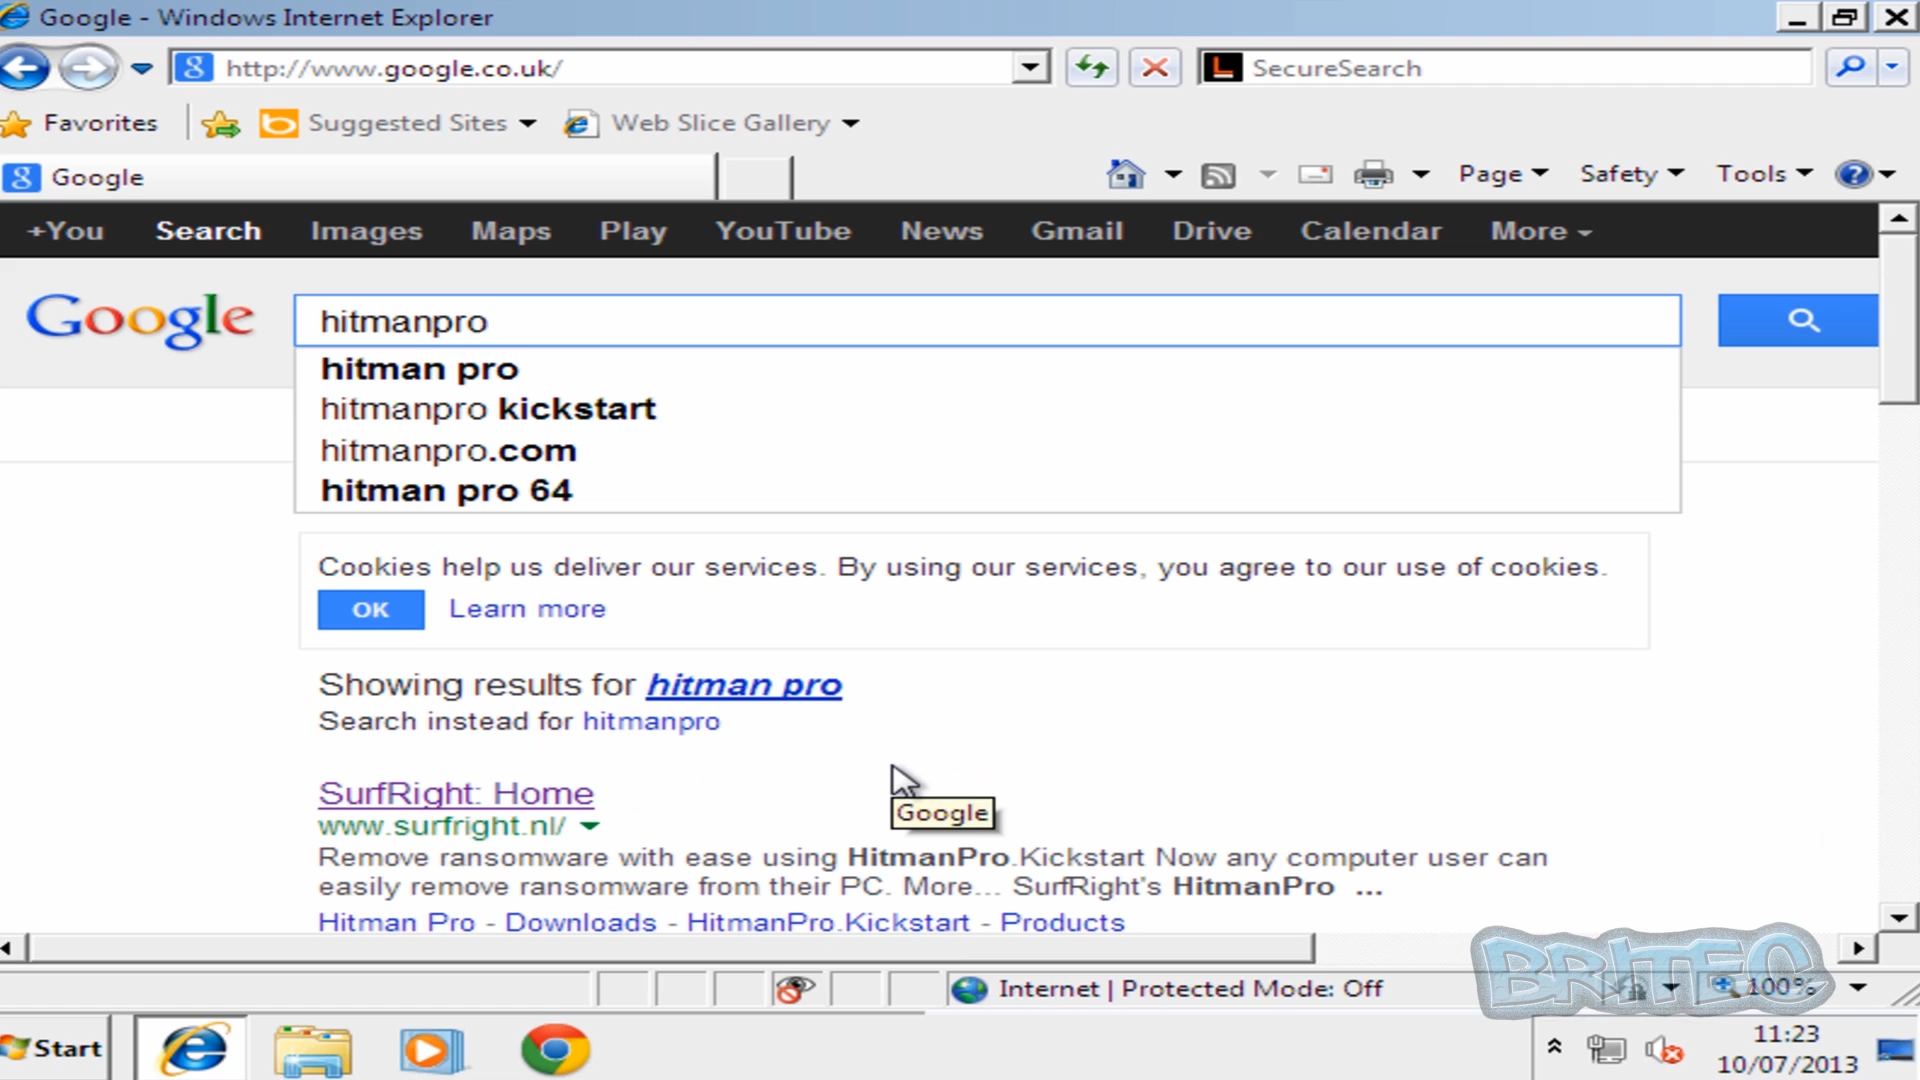 Google - Windows Internet Explorer
http://www.google.co.uk/
SecureSearch
Favorites Suggested Sites Web Slice Gallery
Google
Page Safety Tools
+You Search Images Maps Play YouTube News Gmail Drive Calendar More
Google
hitmanpro
hitman pro
hitmanpro kickstart
hitmanpro.com
hitman pro 64
Cookies help us deliver our services. By using our services, you agree to our use of cookies.
OK Learn more
Showing results for hitman pro
Search instead for hitmanpro
SurfRight: Home
www.surfright.nl/
Google
Remove ransomware with ease using HitmanPro.Kickstart Now any computer user can
easily remove ransomware from their PC. More... SurfRight's HitmanPro ...
Hitman Pro - Downloads - HitmanPro.Kickstart - Products
BRITEC
Internet | Protected Mode: Off
100%
Start
11:23
10/07/2013